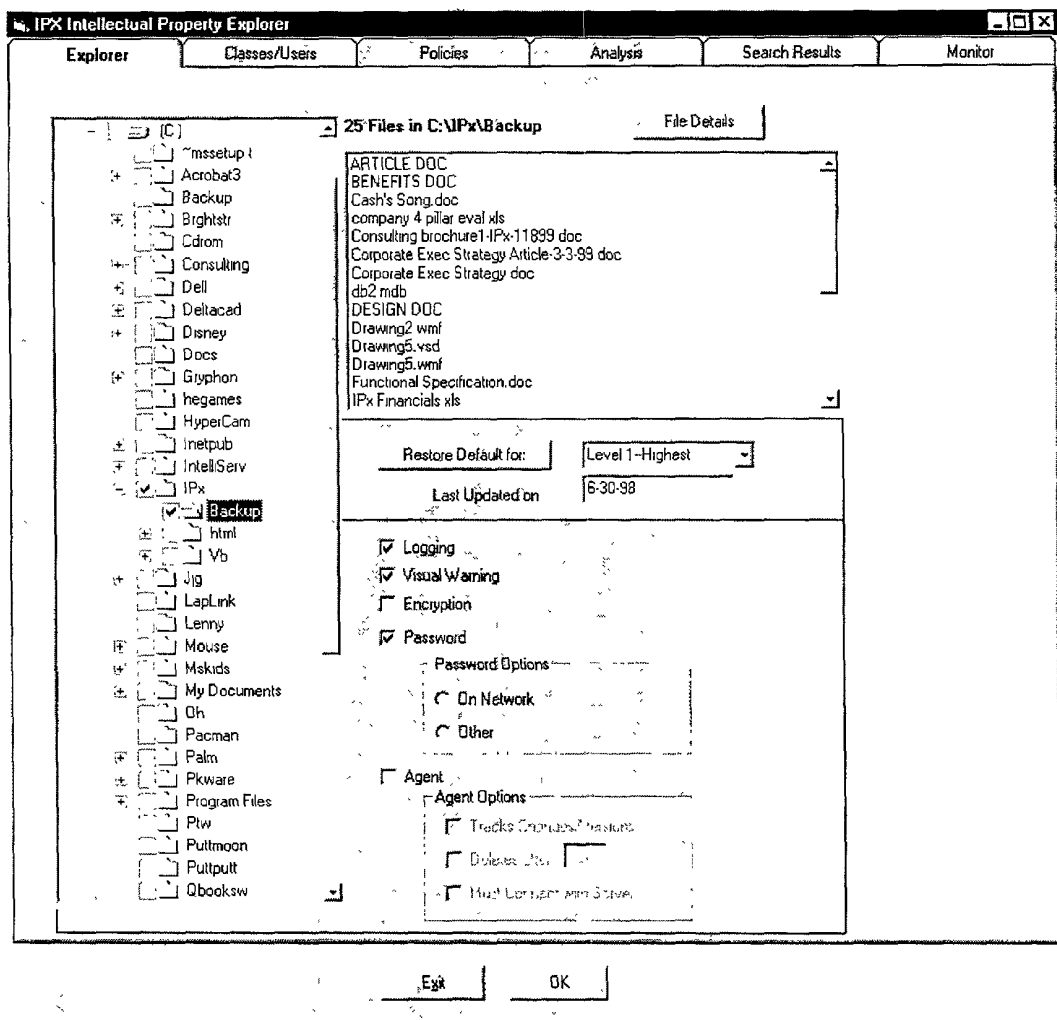 IPX Intellectual Property Explorer
Explorer
Classes/Users
Policies
Analysis
Search Results
Monitor
[C]
~mssetup t
Acrobat3
Backup
Brghtstr
Cdrom
Consulting
Dell
Deltacad
Disney
Docs
Gryphon
hegames
HyperCam
Inetpub
IntelliServ
IPx
Backup
html
Vb
Jig
LapLink
Lenny
Mouse
Mskids
My Documents
Oh
Pacman
Palm
Pkware
Program Files
Ptw
Puttmoon
Puttputt
Qbooksw
25 Files in C:\IPx\Backup
File Details
ARTICLE DOC
BENEFITS DOC
Cash's Song.doc
company 4 pillar eval xls
Consulting brochure1-IPx-11899 doc
Corporate Exec Strategy Article-3-3-99 doc
Corporate Exec Strategy doc
db2 mdb
DESIGN DOC
Drawing2 wmf
Drawing5.vsd
Drawing5.wmf
Functional Specification.doc
IPx Financials xls
Restore Default for:
Level 1--Highest
Last Updated on
6-30-98
Logging
Visual Warning
Encryption
Password
Password Options
On Network
Other
Agent
Agent Options
Tracks
Must
Exit
OK